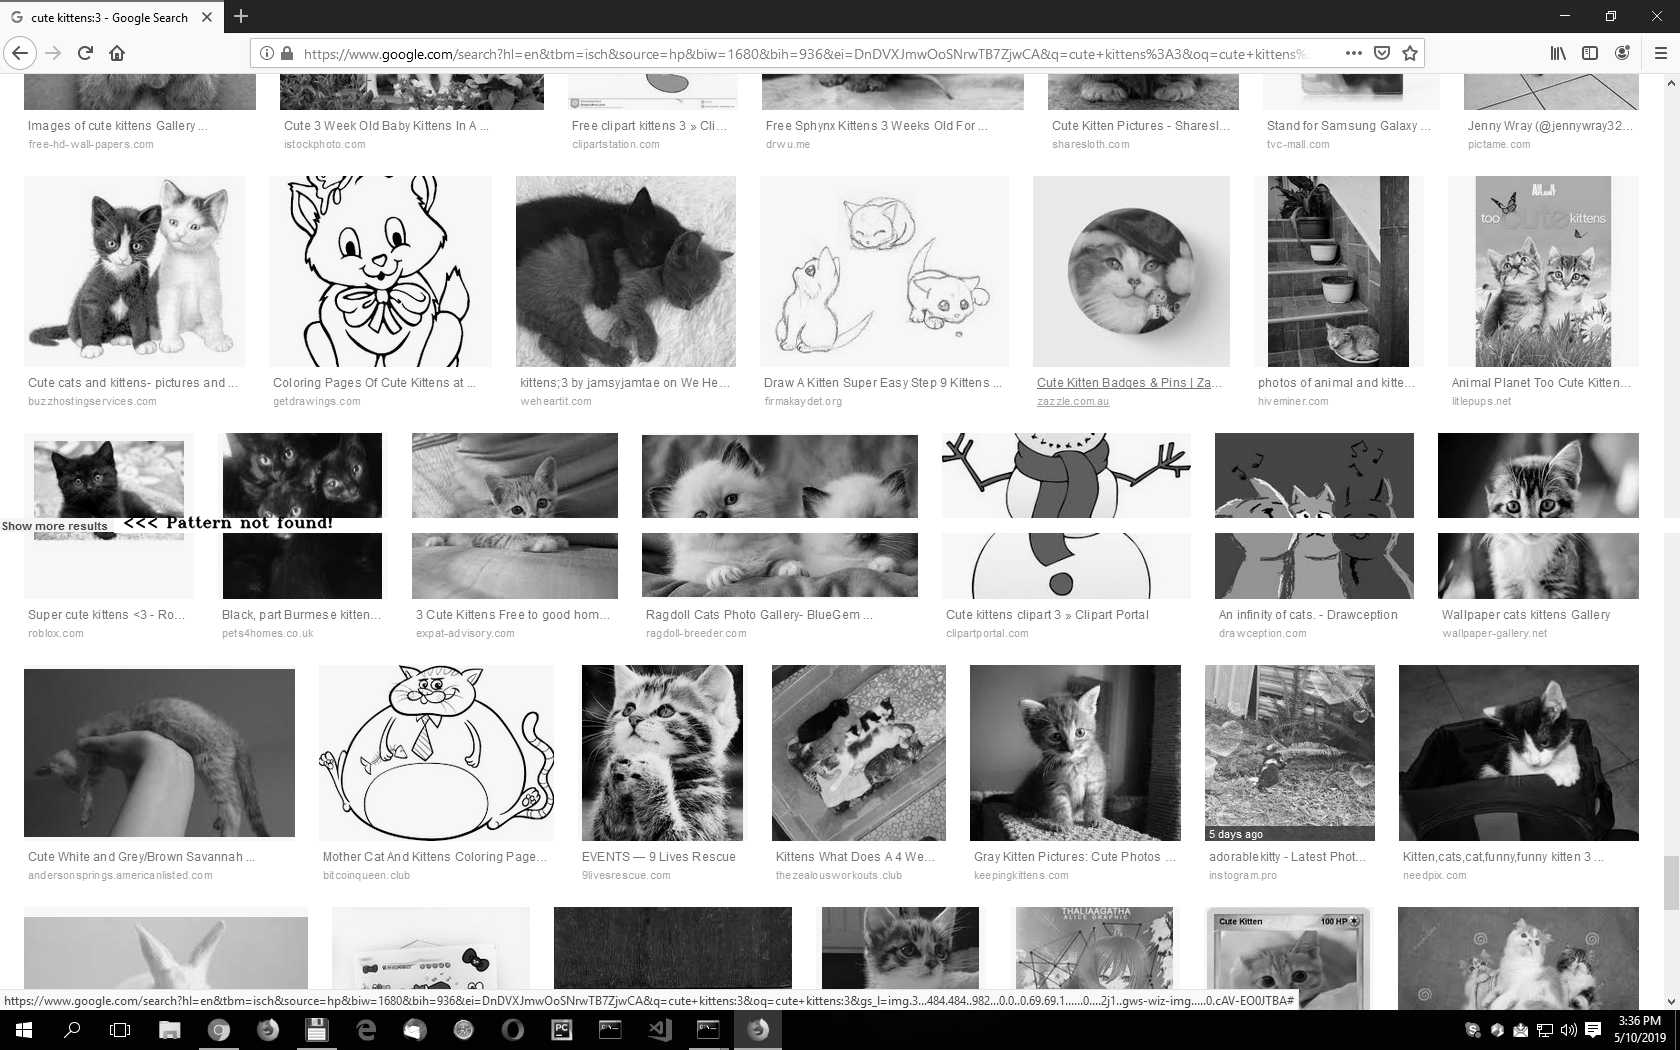 cute kittens:3 - Google Search
https://www.google.com/search?hl=en&tbm=isch&source=hp&biw=1680&bih=936&ei=DnDVXJmwOoSNrwTB7ZjwCA&q=cute+kittens%3A3&oq=cute+kittens%
Images of cute kittens Gallery ...
Cute 3 Week Old Baby Kittens In A ...
Free clipart kittens 3 » Cli...
Free Sphynx Kittens 3 Weeks Old For ...
Cute Kitten Pictures - Sharesl...
Stand for Samsung Galaxy ...
Jenny Wray (@jennywray32...
free-hd-wall-papers.com
istockphoto.com
clipartstation.com
drwu.me
sharesloth.com
tvc-mall.com
pictame.com
too cute kittens
Cute cats and kittens- pictures and ...
Coloring Pages Of Cute Kittens at ...
kittens;3 by jamsyjamtae on We He...
Draw A Kitten Super Easy Step 9 Kittens ...
Cute Kitten Badges & Pins | Za...
photos of animal and kitte...
Animal Planet Too Cute Kitten...
buzzhostingservices.com
getdrawings.com
weheartit.com
firmakaydet.org
zazzle.com.au
hiveminer.com
litlepups.net
Show more results <<< Pattern not found!
Super cute kittens <3 - Ro...
Black, part Burmese kitten...
3 Cute Kittens Free to good hom...
Ragdoll Cats Photo Gallery- BlueGem ...
Cute kittens clipart 3 » Clipart Portal
An infinity of cats. - Drawception
Wallpaper cats kittens Gallery
roblox.com
pets4homes.co.uk
expat-advisory.com
ragdoll-breeder.com
clipartportal.com
drawception.com
wallpaper-gallery.net
5 days ago
Cute White and Grey/Brown Savannah ...
Mother Cat And Kittens Coloring Page...
EVENTS — 9 Lives Rescue
Kittens What Does A 4 We...
Gray Kitten Pictures: Cute Photos ...
adorablekitty - Latest Phot...
Kitten,cats,cat,funny,funny kitten 3 ...
andersonsprings.americanlisted.com
bitcoinqueen.club
9livesrescue.com
thezealousworkouts.club
keepingkittens.com
instogram.pro
needpix.com
THALIAAGATHA
ALICE GRAPHIC
Cute Kitten 100 HP
https://www.google.com/search?hl=en&tbm=isch&source=hp&biw=1680&bih=936&ei=DnDVXJmwOoSNrwTB7ZjwCA&q=cute+kittens:3&oq=cute+kittens:3&gs_l=img.3...484.484..982...0.0..0.69.69.1......0....2j1..gws-wiz-img.....0.cAV-EO0JTBA#
PC
3:36 PM
5/10/2019